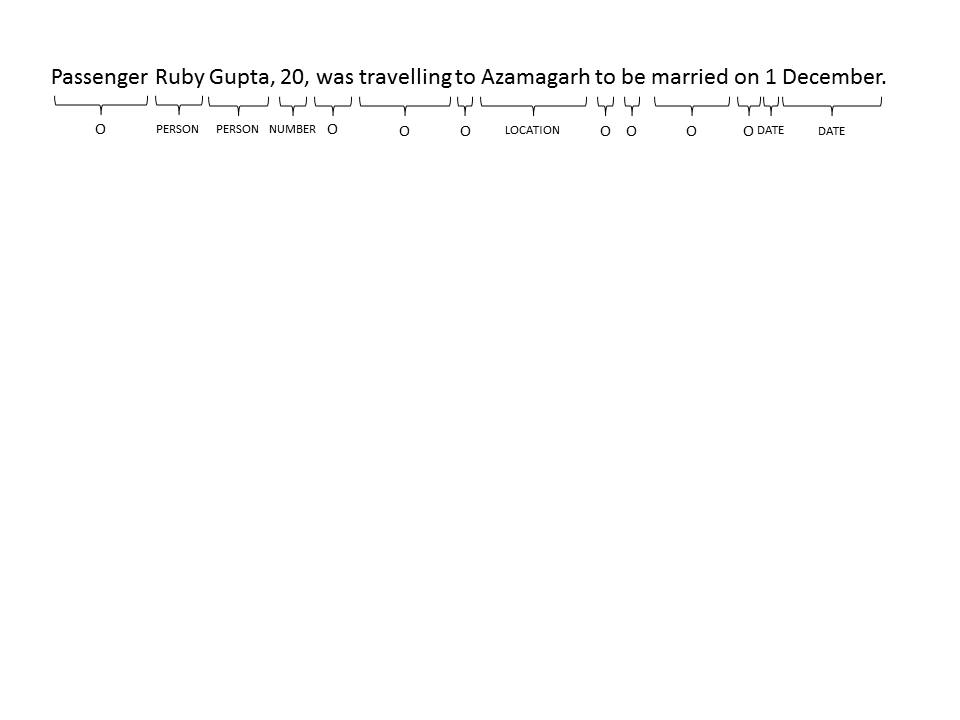 Passenger Ruby Gupta, 20, was travelling to Azamagarh to be married on 1 December.
O PERSON PERSON NUMBER O O O LOCATION O O O O DATE DATE